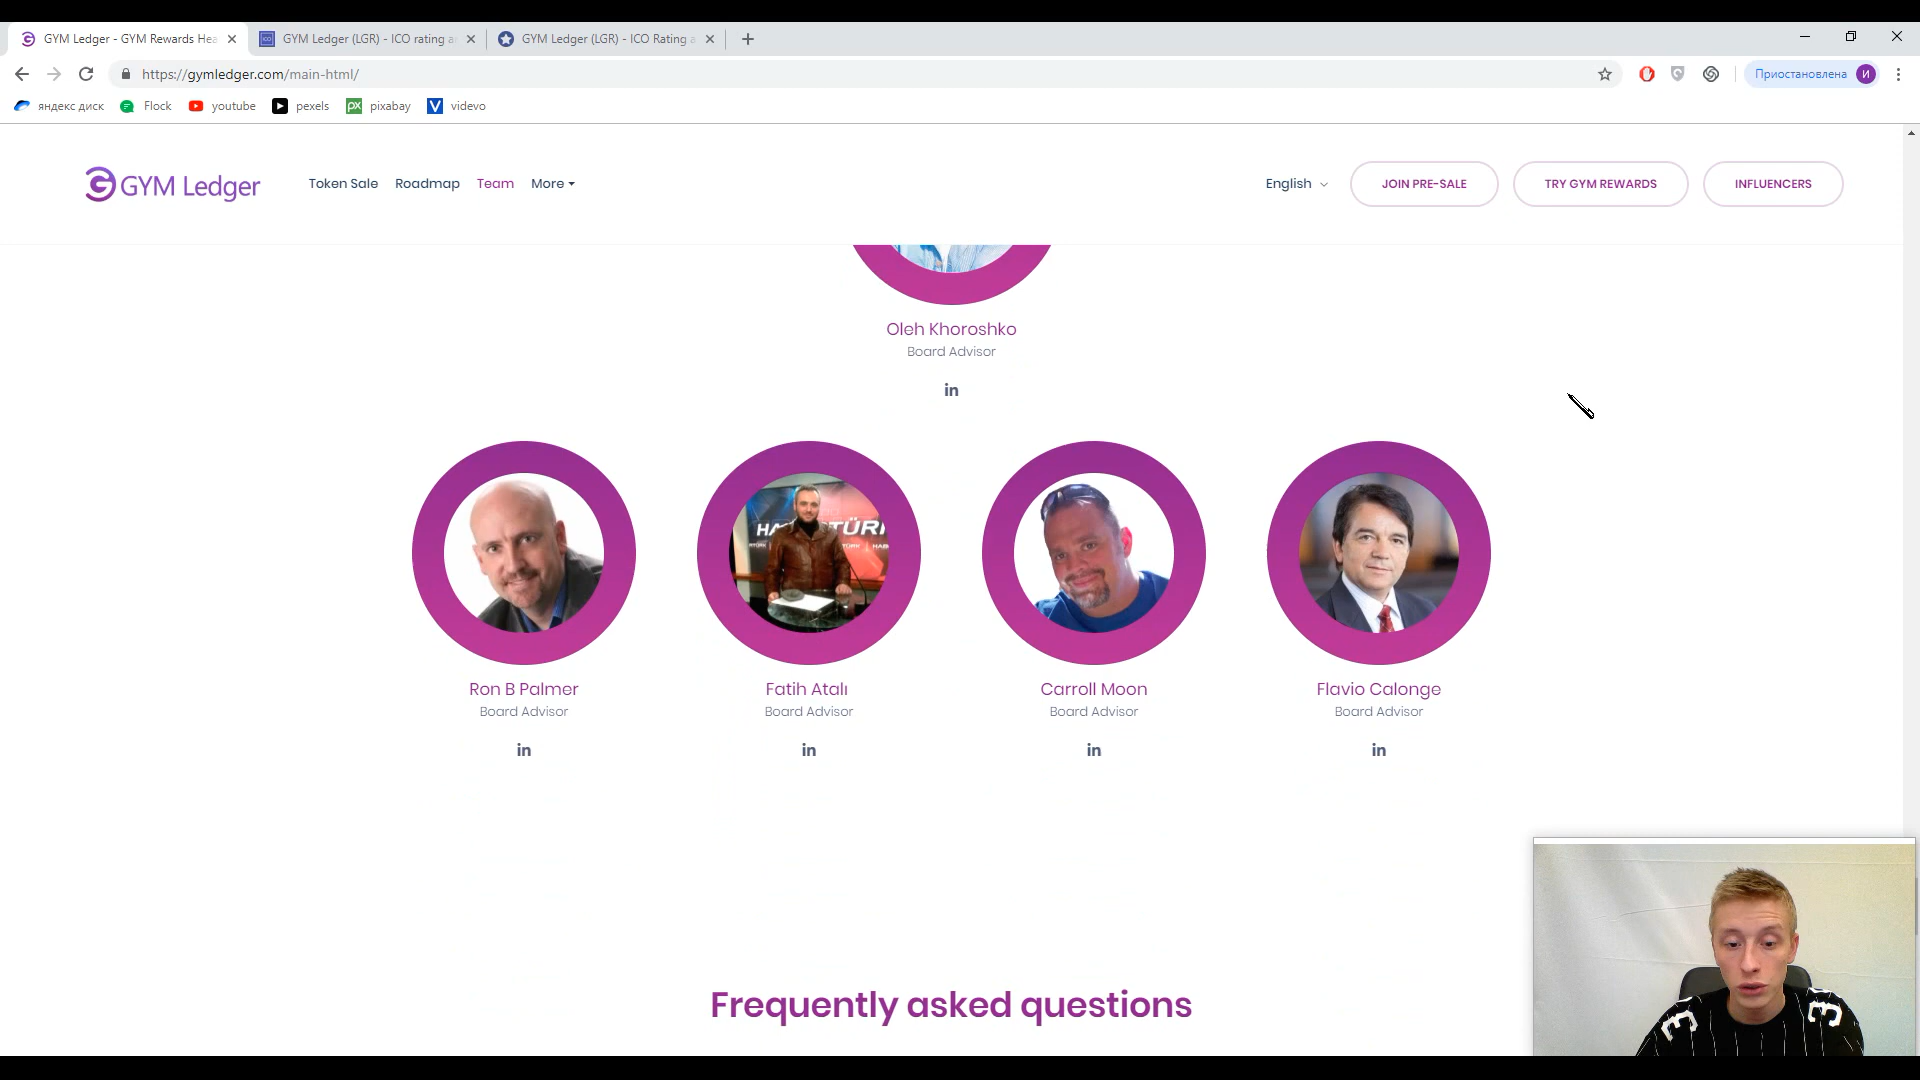 GYM Ledger - GYM Rewards Hea
GYM Ledger (LGR) - ICO rating a
GYM Ledger (LGR) - ICO Rating a
https://gymledger.com/main-html/
Приостановлена И
яндекс диск Flock youtube px pexels pixabay V videvo
GYM Ledger Token Sale Roadmap Team More English JOIN PRE-SALE TRY GYM REWARDS INFLUENCERS
Oleh Khoroshko
Board Advisor
in
Ron B Palmer Fatih Atalı Carroll Moon Flavio Calonge
Board Advisor Board Advisor Board Advisor Board Advisor
in in in in
Frequently asked questions